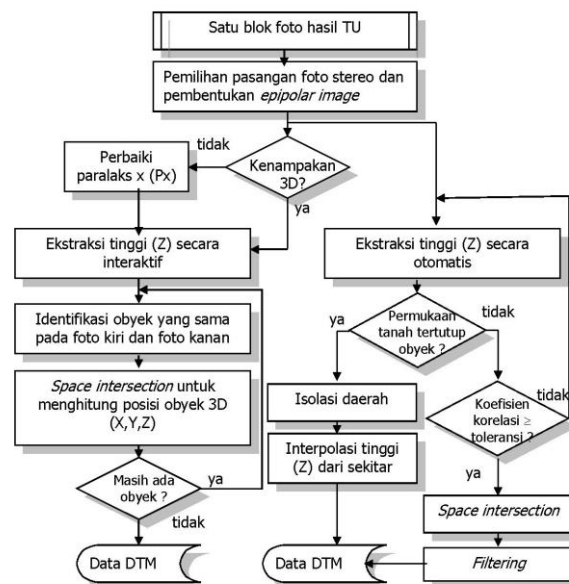 Satu blok foto hasil TU
Pemilihan pasangan foto stereo dan
pembentukan epipolar image
tidak
Perbaiki
paralaks x (Px)
Kenampakan
3D?
ya
Ekstraksi tinggi (Z) secara
interaktif
Identifikasi obyek yang sama
pada foto kiri dan foto kanan
Space intersection untuk
menghitung posisi obyek 3D
(X,Y,Z)
Masih ada
obyek ?
ya
tidak
Data DTM
Ekstraksi tinggi (Z) secara
otomatis
ya
Permukaan
tanah tertutup
obyek ?
tidak
Isolasi daerah
Interpolasi tinggi
(Z) dari sekitar
Data DTM
tidak
Koefisien
korelasi ≥
toleransi ?
ya
Space intersection
Filtering